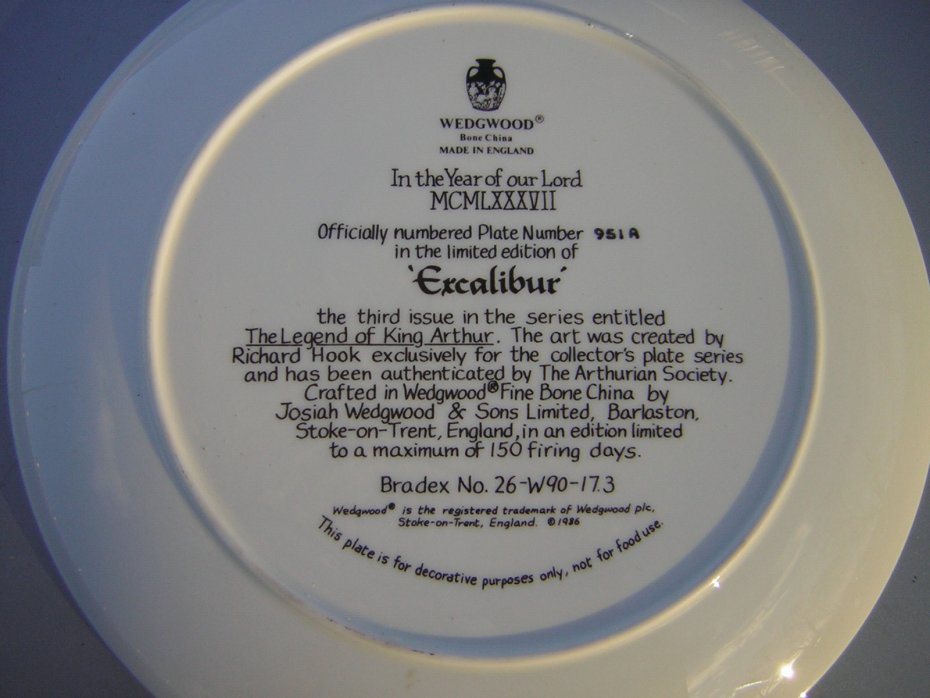 WEDGWOOD®
Bone China
MADE IN ENGLAND
In the Year of our Lord
MCMLXXXVII
Officially numbered Plate Number 951A
in the limited edition of
'Excalibur'
the third issue in the series entitled
The Legend of King Arthur. The art was created by
Richard Hook exclusively for the collector's plate series
and has been authenticated by The Arthurian Society.
Crafted in Wedgwood® Fine Bone China by
Josiah Wedgwood & Sons Limited, Barlaston,
Stoke-on-Trent, England, in an edition limited
to a maximum of 150 firing days.
Bradex No. 26-W90-17.3
Wedgwood® is the registered trademark of Wedgwood plc,
Stoke-on-Trent, England. © 1986
This plate is for decorative purposes only, not for food use.